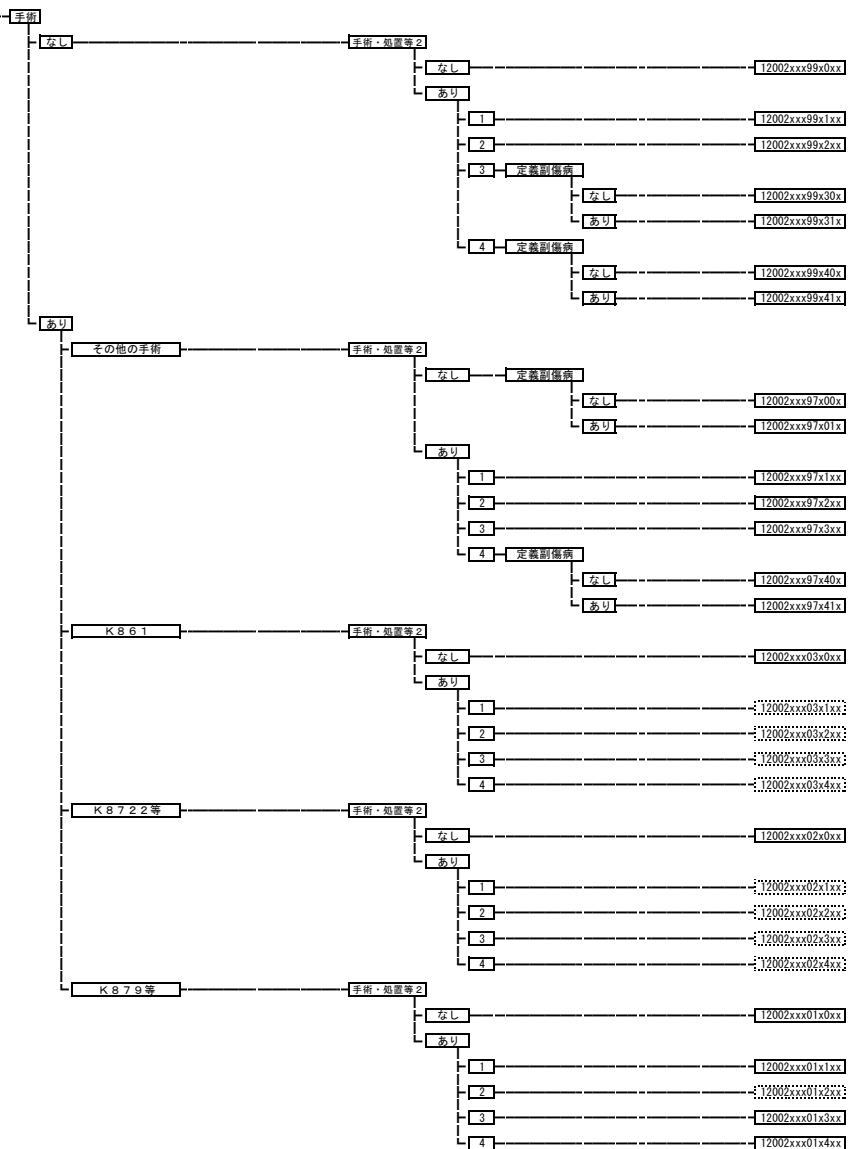 手術
なし 手術・処置等2
なし 12002xxx99x0xx
あり
1 12002xxx99x1xx
2 12002xxx99x2xx
3 定義副傷病
なし 12002xxx99x30x
あり 12002xxx99x31x
4 定義副傷病
なし 12002xxx99x40x
あり 12002xxx99x41x
あり
その他の手術 手術・処置等2
なし 定義副傷病
なし 12002xxx97x00x
あり 12002xxx97x01x
あり
1 12002xxx97x1xx
2 12002xxx97x2xx
3 12002xxx97x3xx
4 定義副傷病
なし 12002xxx97x40x
あり 12002xxx97x41x
K861 手術・処置等2
なし 12002xxx03x0xx
あり
1 12002xxx03x1xx
2 12002xxx03x2xx
3 12002xxx03x3xx
4 12002xxx03x4xx
K8722等 手術・処置等2
なし 12002xxx02x0xx
あり
1 12002xxx02x1xx
2 12002xxx02x2xx
3 12002xxx02x3xx
4 12002xxx02x4xx
K879等 手術・処置等2
なし 12002xxx01x0xx
あり
1 12002xxx01x1xx
2 12002xxx01x2xx
3 12002xxx01x3xx
4 12002xxx01x4xx